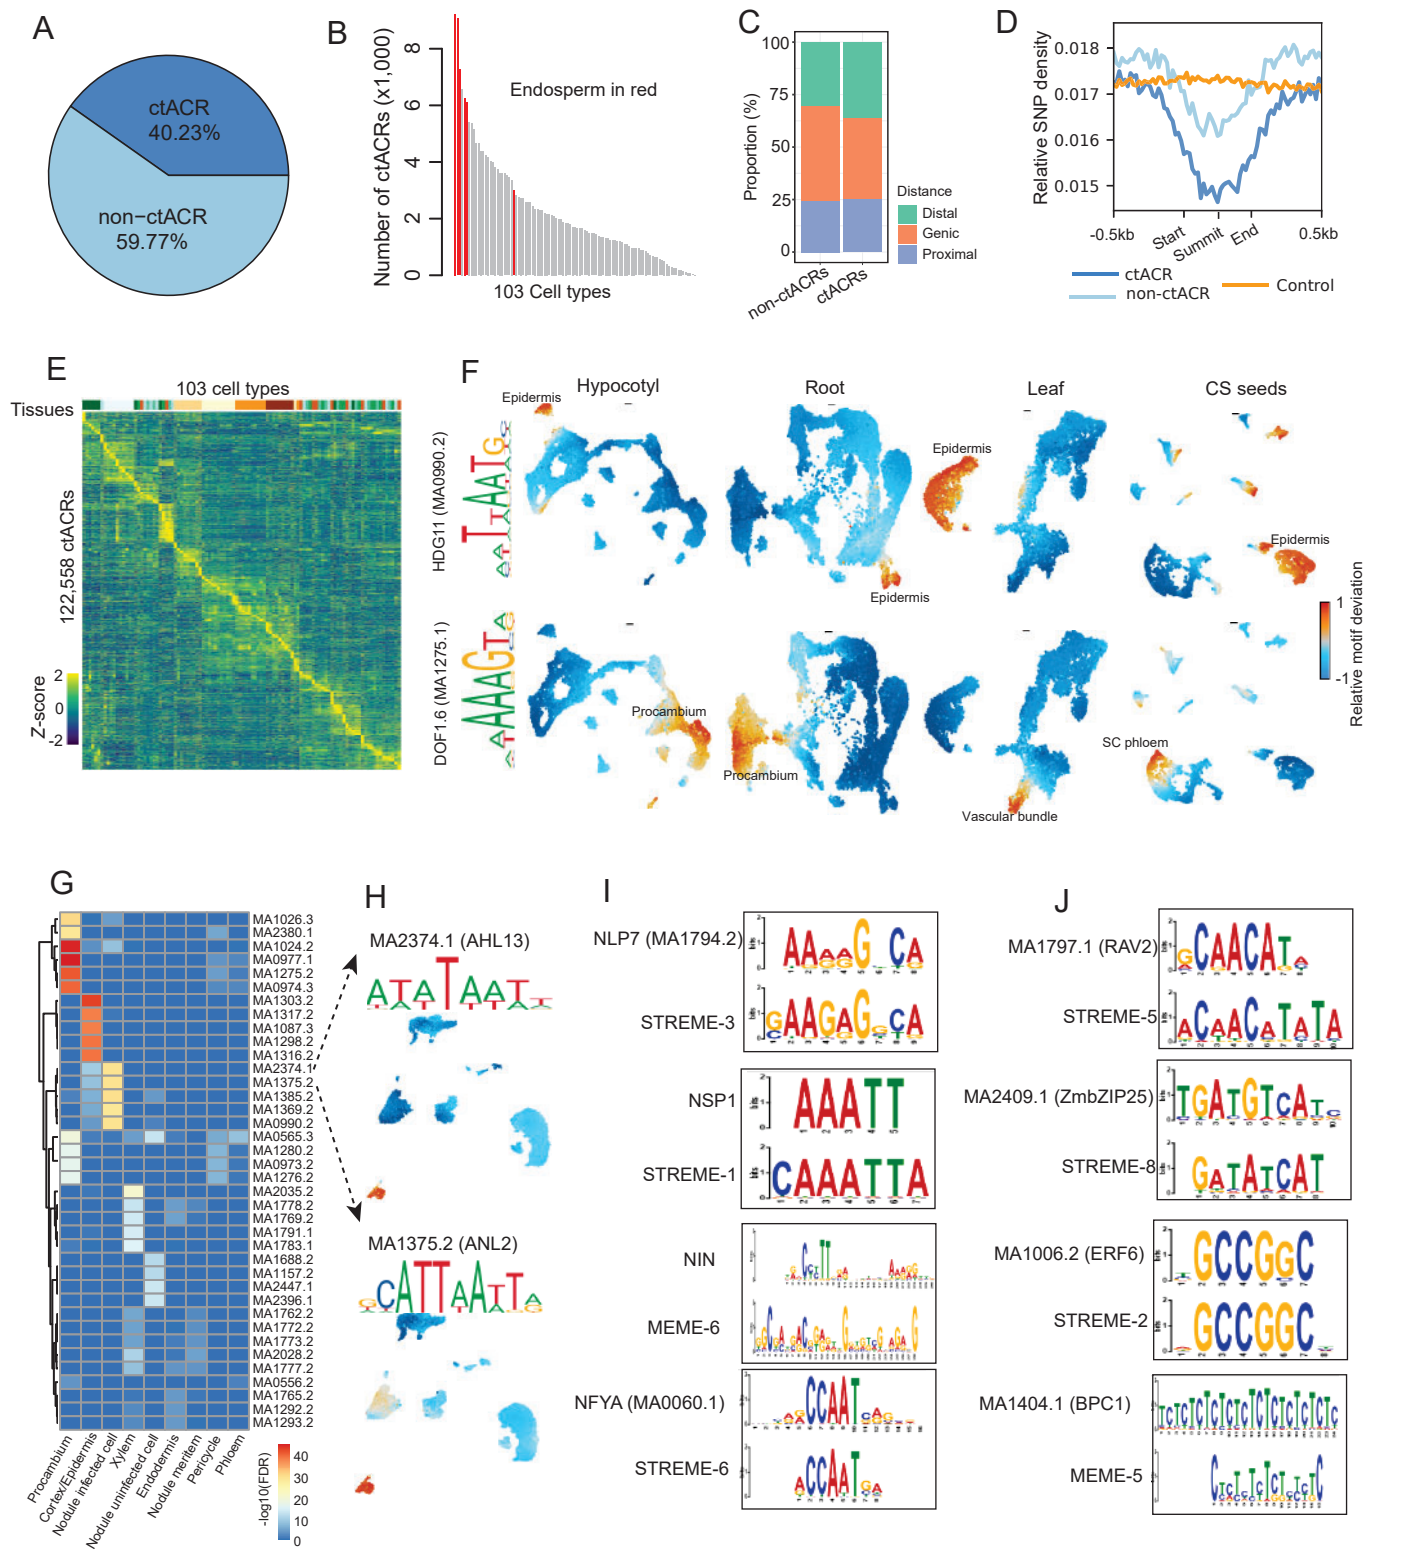 A
ctACR
40.23%
non−ctACR
59.77%
B
Number of ctACRs (x1,000)
8
6
4
2
0
Endosperm in red
103 Cell types
C
Proportion (%)
100
75
50
25
0
non-ctACRs
ctACRs
Distance
Distal
Genic
Proximal
D
Relative SNP density
0.018
0.017
0.016
0.015
-0.5kb
Start
Summit
End
0.5kb
ctACR
non-ctACR
Control
E
103 cell types
Tissues
122,558 ctACRs
Z-score
2
0
-2
F
Hypocotyl
Root
Leaf
CS seeds
HDG11 (MA0990.2)
Epidermis
Epidermis
Epidermis
Epidermis
DOF1.6 (MA1275.1)
Procambium
Procambium
Vascular bundle
SC phloem
1
-1
Relative motif deviation
G
MA1026.3
MA2380.1
MA1024.2
MA0977.1
MA1275.2
MA0974.3
MA1303.2
MA1317.2
MA1087.3
MA1298.2
MA1316.2
MA2374.1
MA1375.2
MA1385.2
MA1369.2
MA0990.2
MA0565.3
MA1280.2
MA0973.2
MA1276.2
MA2035.2
MA1778.2
MA1769.2
MA1791.1
MA1783.1
MA1688.2
MA1157.2
MA2447.1
MA2396.1
MA1762.2
MA1772.2
MA1773.2
MA2028.2
MA1777.2
MA0556.2
MA1765.2
MA1292.2
MA1293.2
Procambium
Cortex/Epidermis
Nodule infected cell
Xylem
Nodule uninfected cell
Endodermis
Nodule meritem
Pericycle
Phloem
-log10(FDR)
40
30
20
10
0
H
MA2374.1 (AHL13)
MA1375.2 (ANL2)
I
NLP7 (MA1794.2)
STREME-3
NSP1
STREME-1
NIN
MEME-6
NFYA (MA0060.1)
STREME-6
J
MA1797.1 (RAV2)
STREME-5
MA2409.1 (ZmbZIP25)
STREME-8
MA1006.2 (ERF6)
STREME-2
MA1404.1 (BPC1)
MEME-5